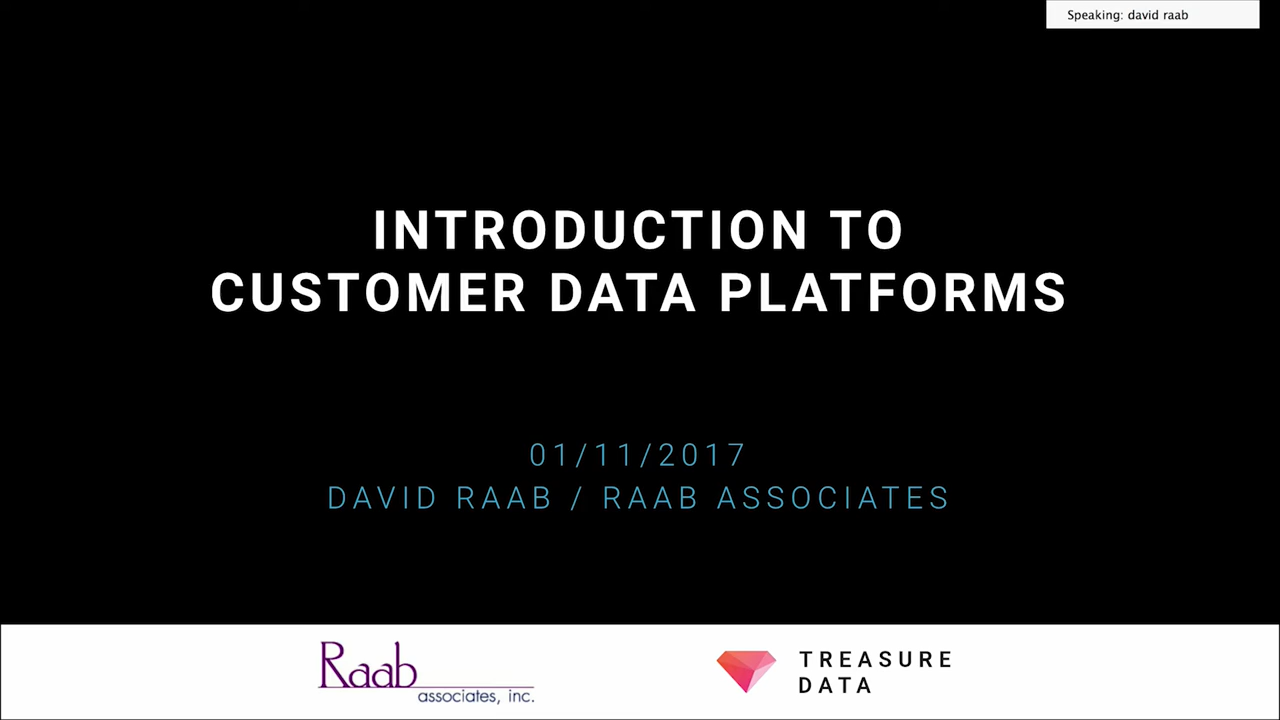 Speaking: david raab
INTRODUCTION TO
CUSTOMER DATA PLATFORMS
01/11/2017
DAVID RAAB / RAAB ASSOCIATES
Raab
associates, inc.
TREASURE
DATA